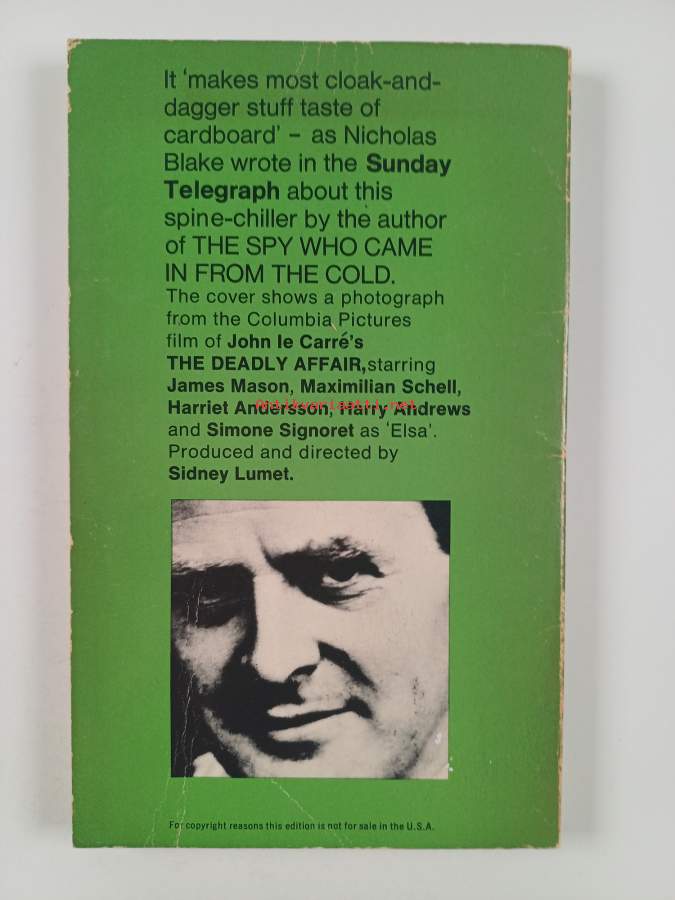 It 'makes most cloak-and-
dagger stuff taste of
cardboard' – as Nicholas
Blake wrote in the Sunday
Telegraph about this
spine-chiller by the author
of THE SPY WHO CAME
IN FROM THE COLD.
The cover shows a photograph
from the Columbia Pictures
film of John le Carré's
THE DEADLY AFFAIR, starring
James Mason, Maximilian Schell,
Harriet Andersson, Harry Andrews
Antikvariaatti.net
and Simone Signoret as 'Elsa'.
Produced and directed by
Sidney Lumet.
For copyright reasons this edition is not for sale in the U.S.A.